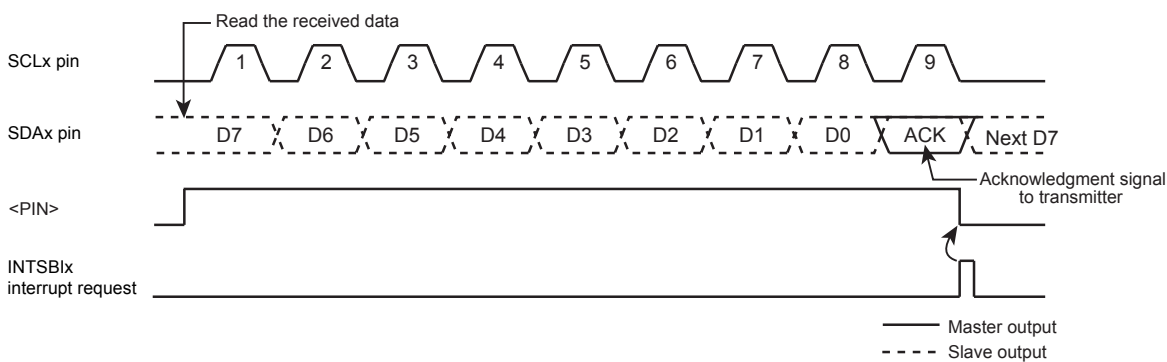 Read the received data
SCLx pin
1 2 3 4 5 6 7 8 9
SDAx pin
D7 D6 D5 D4 D3 D2 D1 D0 ACK Next D7
Acknowledgment signal
to transmitter
<PIN>
INTSBIx
interrupt request
Master output
Slave output